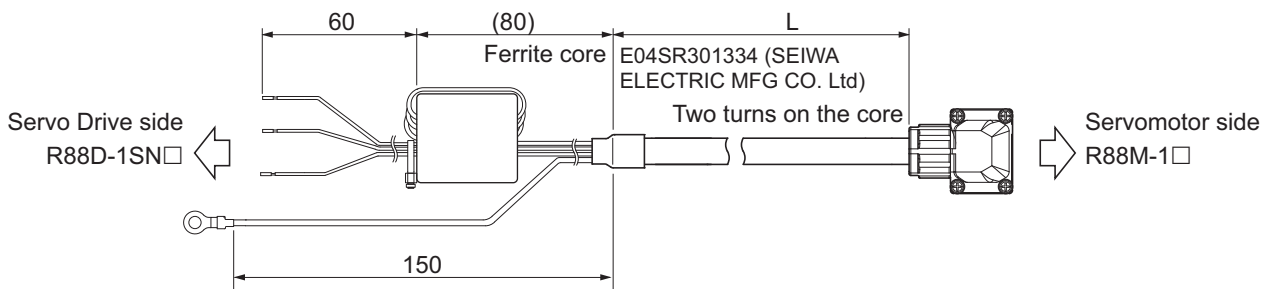 60
(80)
L
Ferrite core
E04SR301334 (SEIWA
ELECTRIC MFG CO. Ltd)
Two turns on the core
Servo Drive side
R88D-1SN□
Servomotor side
R88M-1□
150